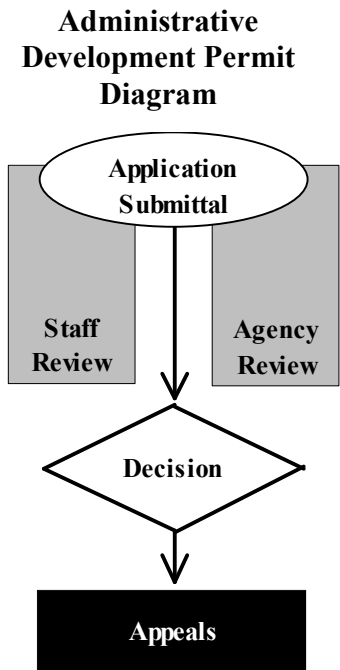 Administrative
Development Permit
Diagram
Application
Submittal
Staff
Review
Agency
Review
Decision
Appeals